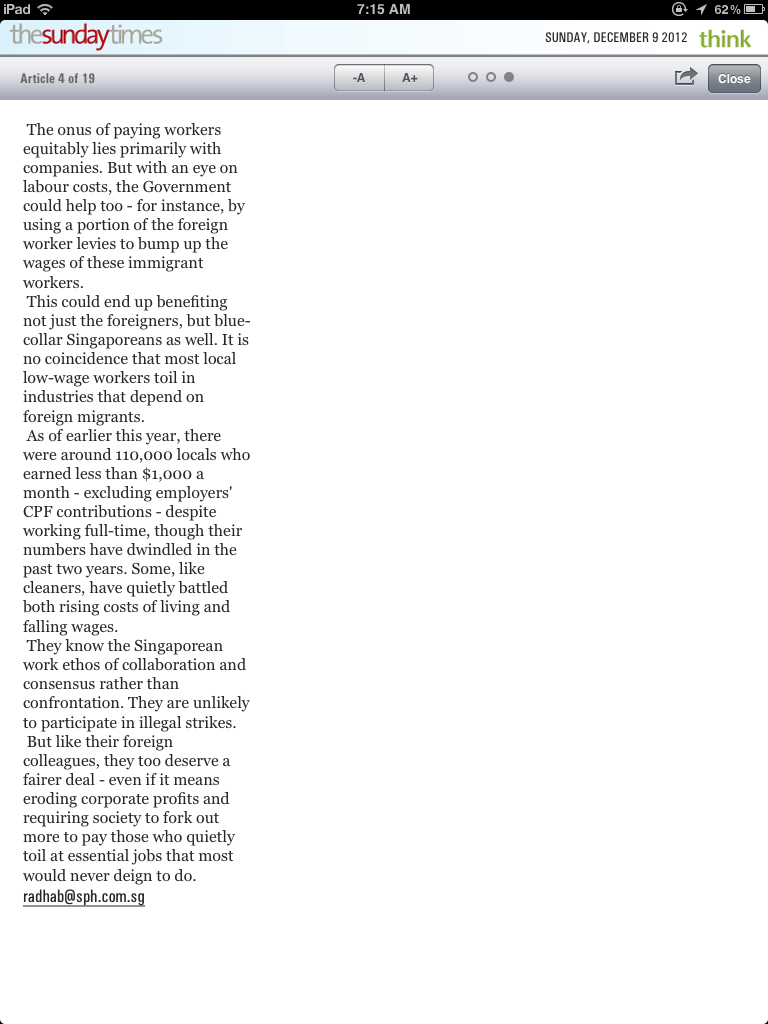 iPad
7:15 AM
62%
thesundaytimes
SUNDAY, DECEMBER 9 2012 think
Article 4 of 19
-A A+
Close
The onus of paying workers
equitably lies primarily with
companies. But with an eye on
labour costs, the Government
could help too - for instance, by
using a portion of the foreign
worker levies to bump up the
wages of these immigrant
workers.
This could end up benefiting
not just the foreigners, but blue-
collar Singaporeans as well. It is
no coincidence that most local
low-wage workers toil in
industries that depend on
foreign migrants.
As of earlier this year, there
were around 110,000 locals who
earned less than $1,000 a
month - excluding employers'
CPF contributions - despite
working full-time, though their
numbers have dwindled in the
past two years. Some, like
cleaners, have quietly battled
both rising costs of living and
falling wages.
They know the Singaporean
work ethos of collaboration and
consensus rather than
confrontation. They are unlikely
to participate in illegal strikes.
But like their foreign
colleagues, they too deserve a
fairer deal - even if it means
eroding corporate profits and
requiring society to fork out
more to pay those who quietly
toil at essential jobs that most
would never deign to do.
radhab@sph.com.sg